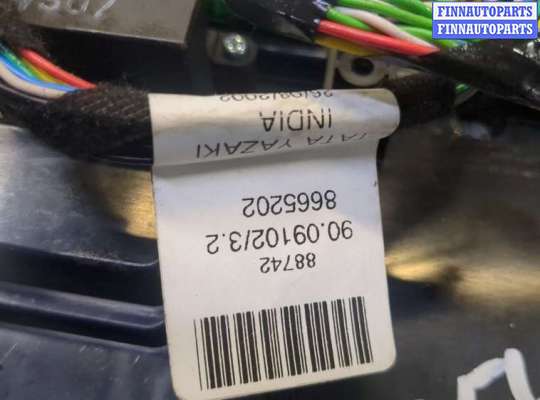 FINNAUTOPARTS
FINNAUTOPARTS
88742
90.09102/3.2
8665202
TATA YAZAKI
INDIA